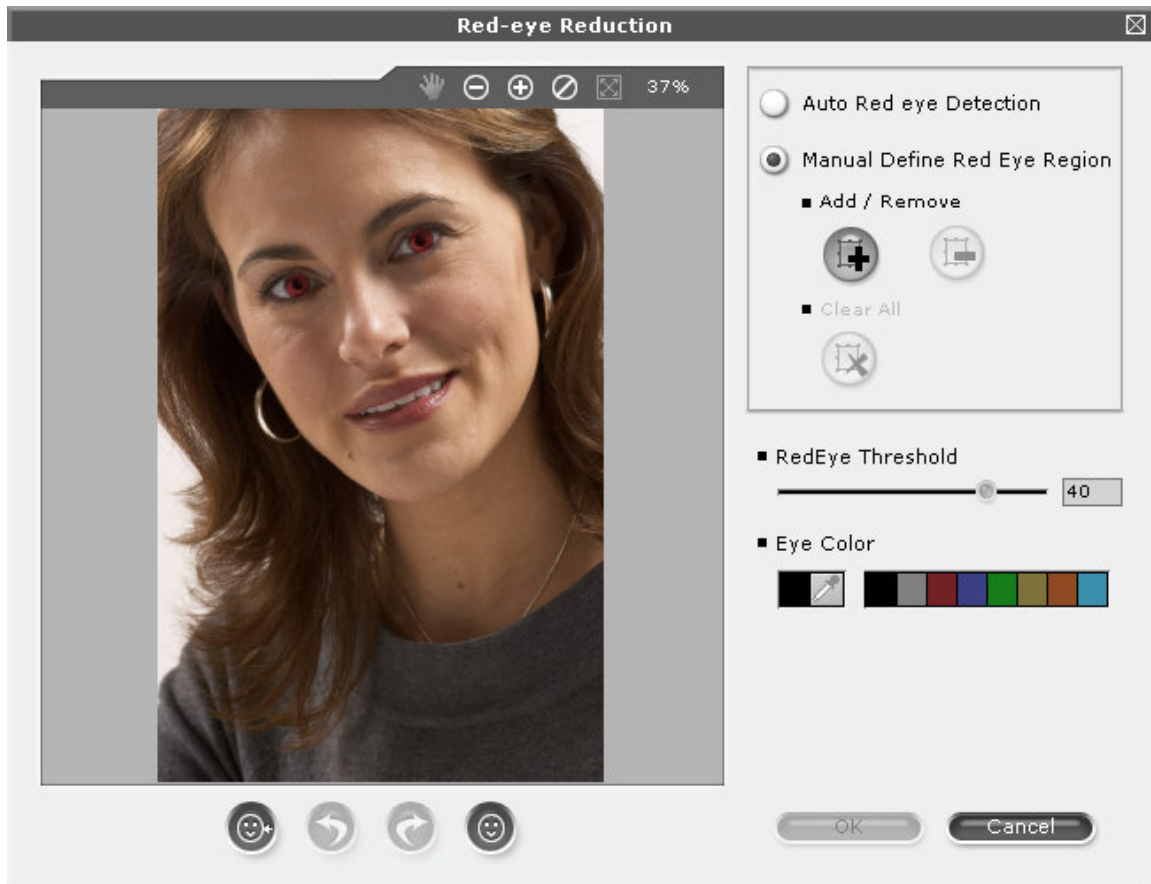 Red-eye Reduction
37%
Auto Red eye Detection
Manual Define Red Eye Region
Add / Remove
Clear All
RedEye Threshold
40
Eye Color
OK
Cancel